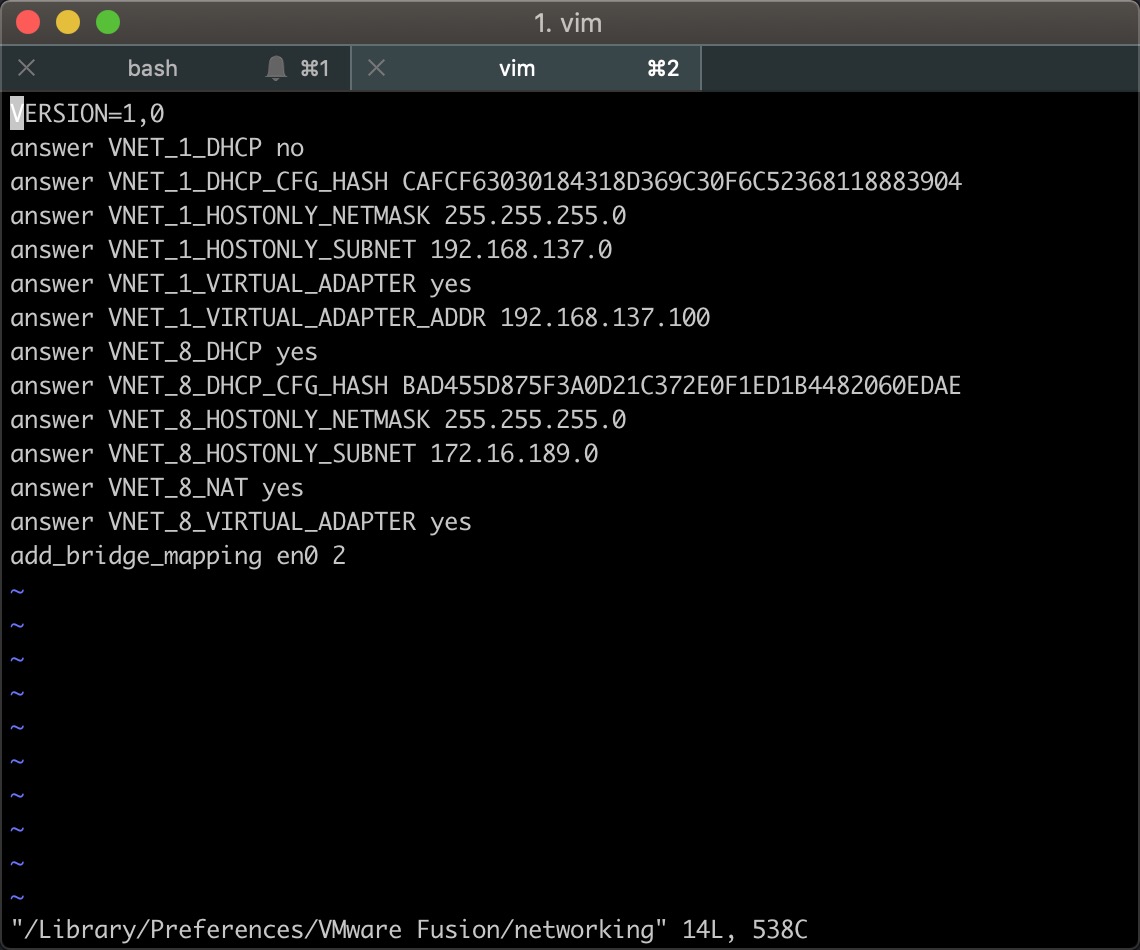 1. vim
bash ⌘1 vim ⌘2
VERSION=1,0
answer VNET_1_DHCP no
answer VNET_1_DHCP_CFG_HASH CAFCF63030184318D369C30F6C52368118883904
answer VNET_1_HOSTONLY_NETMASK 255.255.255.0
answer VNET_1_HOSTONLY_SUBNET 192.168.137.0
answer VNET_1_VIRTUAL_ADAPTER yes
answer VNET_1_VIRTUAL_ADAPTER_ADDR 192.168.137.100
answer VNET_8_DHCP yes
answer VNET_8_DHCP_CFG_HASH BAD455D875F3A0D21C372E0F1ED1B4482060EDAE
answer VNET_8_HOSTONLY_NETMASK 255.255.255.0
answer VNET_8_HOSTONLY_SUBNET 172.16.189.0
answer VNET_8_NAT yes
answer VNET_8_VIRTUAL_ADAPTER yes
add_bridge_mapping en0 2
~
~
~
~
~
~
~
~
~
~
"/Library/Preferences/VMware Fusion/networking" 14L, 538C